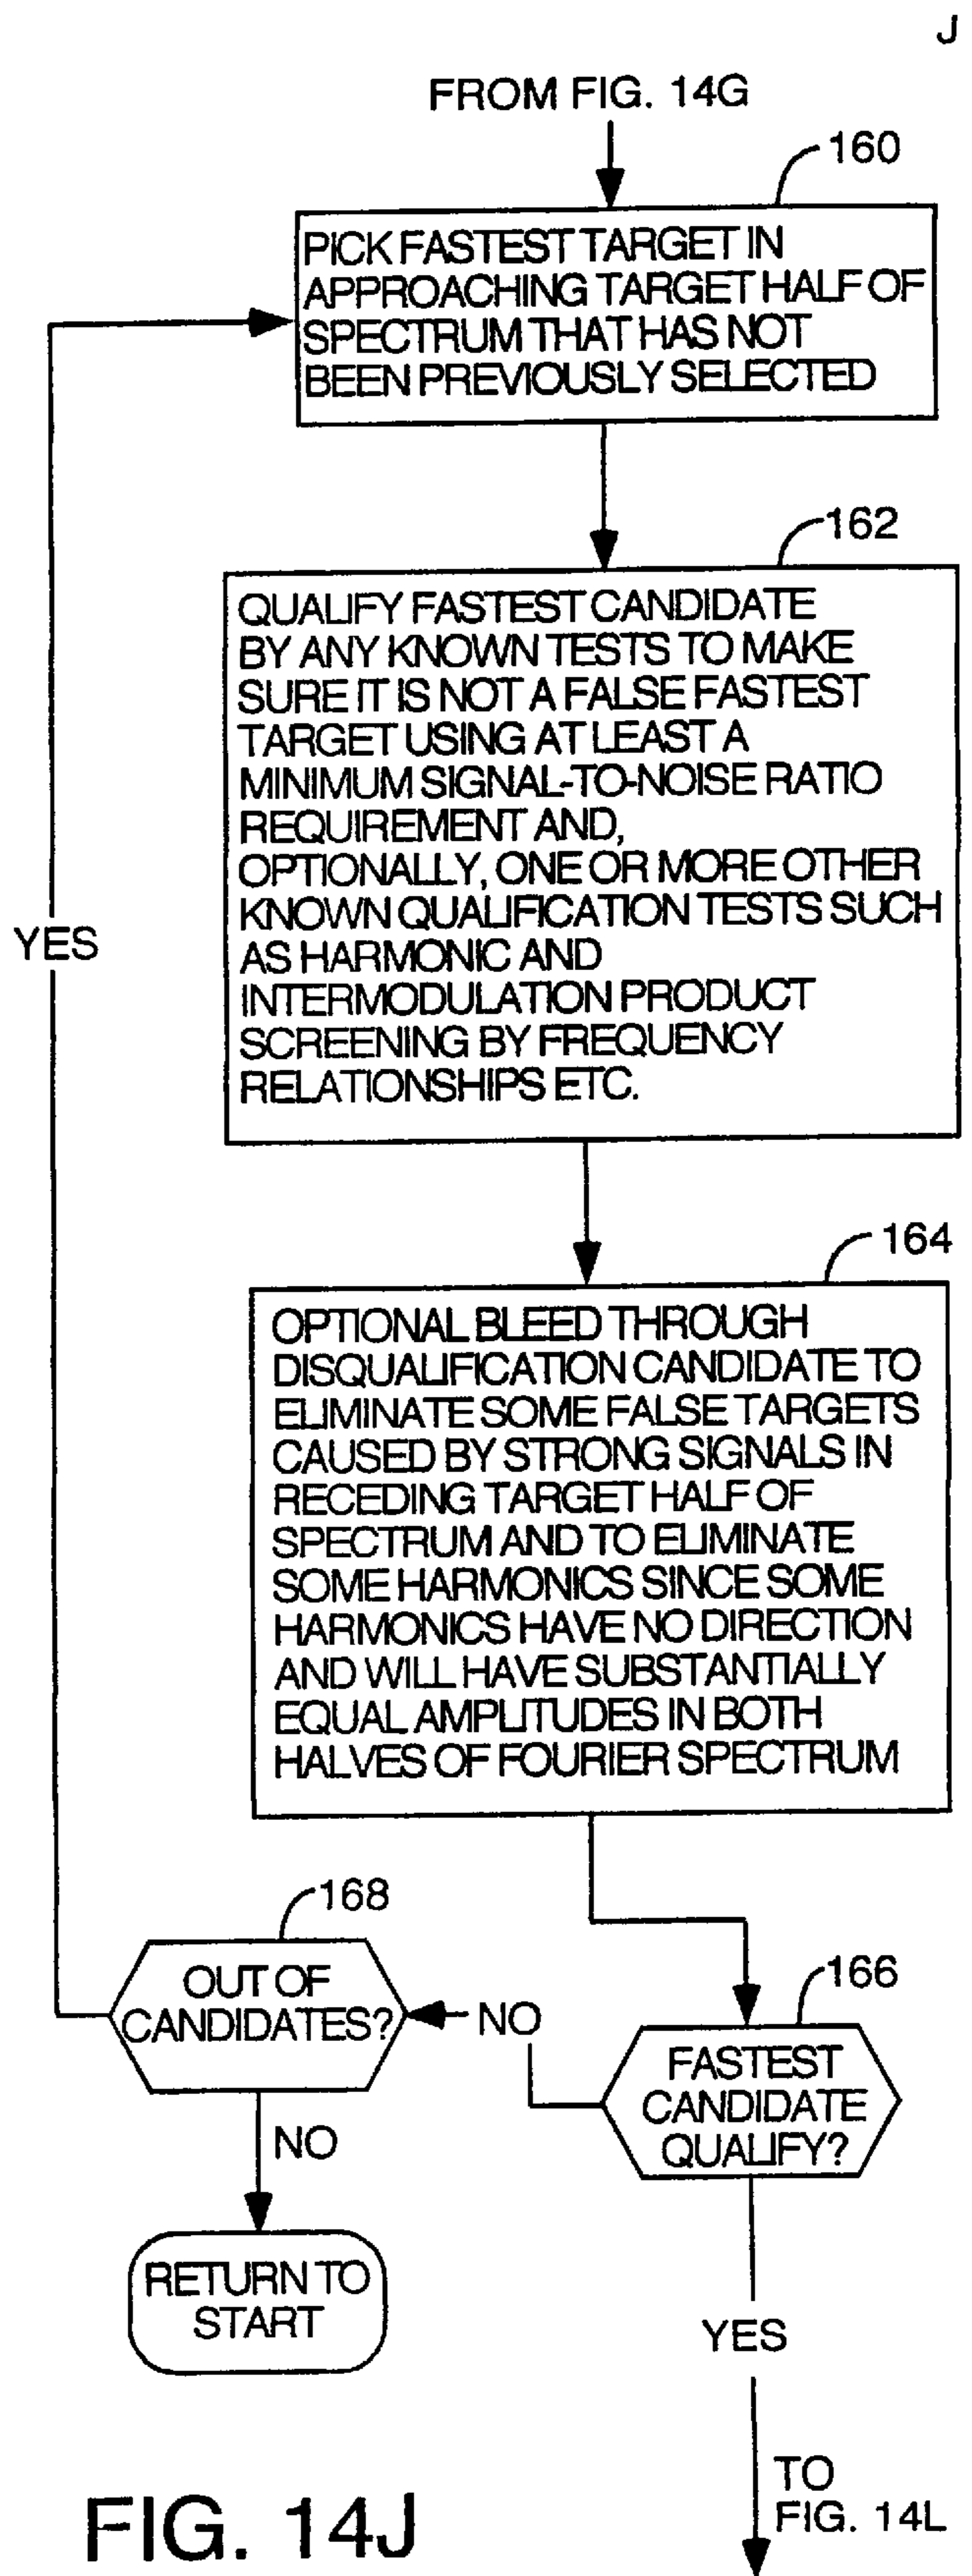 J
FROM FIG. 14G
160
PICK FASTEST TARGET IN
APPROACHING TARGET HALF OF
SPECTRUM THAT HAS NOT
BEEN PREVIOUSLY SELECTED
162
QUALIFY FASTEST CANDIDATE
BY ANY KNOWN TESTS TO MAKE
SURE IT IS NOT A FALSE FASTEST
TARGET USING AT LEAST A
MINIMUM SIGNAL-TO-NOISE RATIO
REQUIREMENT AND,
OPTIONALLY, ONE OR MORE OTHER
KNOWN QUALIFICATION TESTS SUCH
AS HARMONIC AND
INTERMODULATION PRODUCT
SCREENING BY FREQUENCY
RELATIONSHIPS ETC.
YES
164
OPTIONAL BLEED THROUGH
DISQUALIFICATION CANDIDATE TO
ELIMINATE SOME FALSE TARGETS
CAUSED BY STRONG SIGNALS IN
RECEDING TARGET HALF OF
SPECTRUM AND TO ELIMINATE
SOME HARMONICS SINCE SOME
HARMONICS HAVE NO DIRECTION
AND WILL HAVE SUBSTANTIALLY
EQUAL AMPLITUDES IN BOTH
HALVES OF FOURIER SPECTRUM
168
OUT OF
CANDIDATES?
NO
166
FASTEST
CANDIDATE
QUALIFY?
NO
RETURN TO
START
YES
TO
FIG. 14L
FIG. 14J